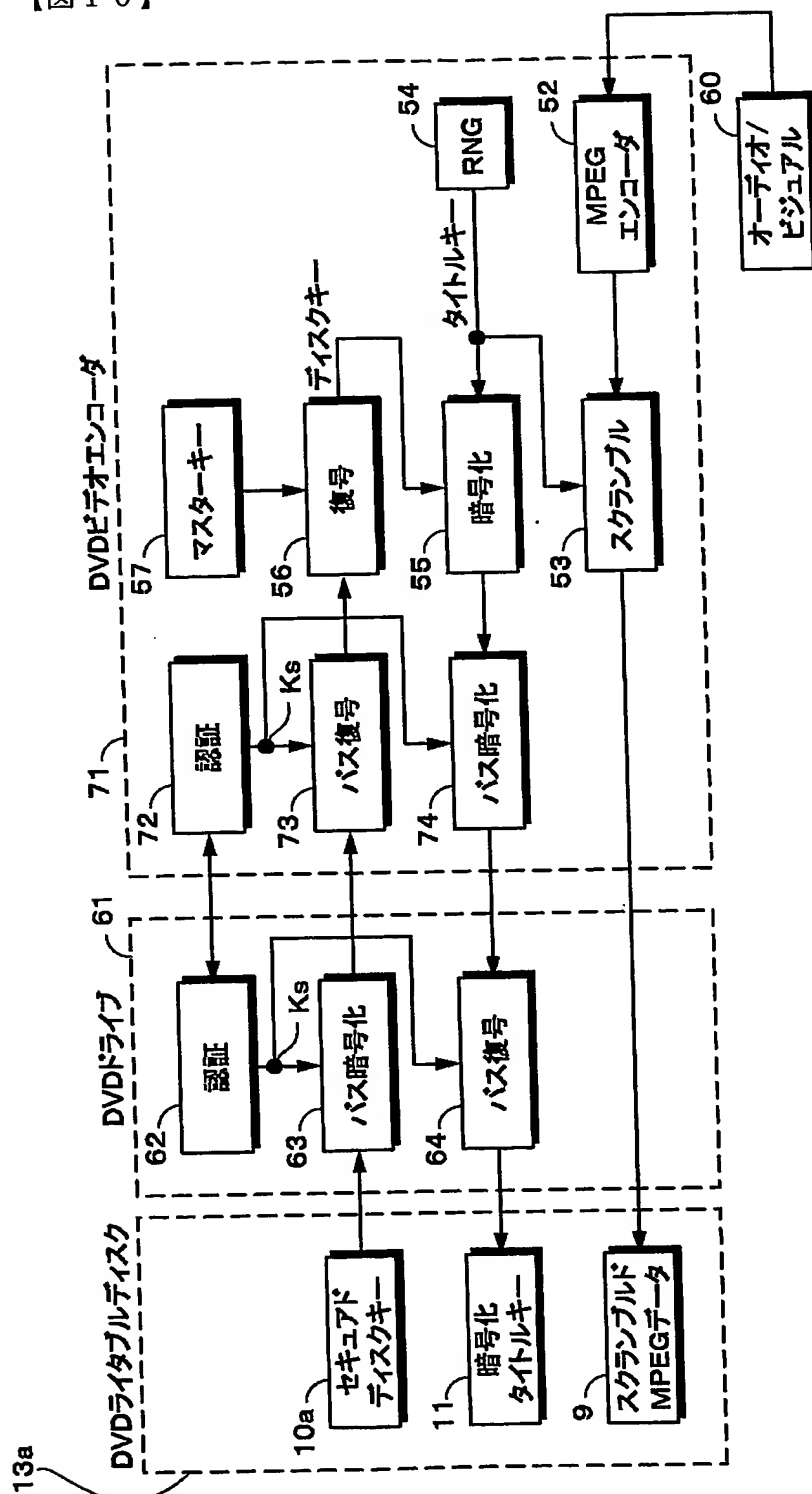 【図１０】
13a
DVDライタブルディスク
10a
セキュアド
ディスクキー
11
暗号化
タイトルキー
9
スクランブルド
MPEGデータ
DVDドライブ
61
62
認証
Ks
63
バス暗号化
64
バス復号
71
DVDビデオエンコーダ
72
認証
Ks
73
バス復号
74
バス暗号化
57
マスターキー
56
復号
ディスクキー
55
暗号化
タイトルキー
54
RNG
53
スクランブル
52
MPEG
エンコーダ
60
オーディオ/
ビジュアル